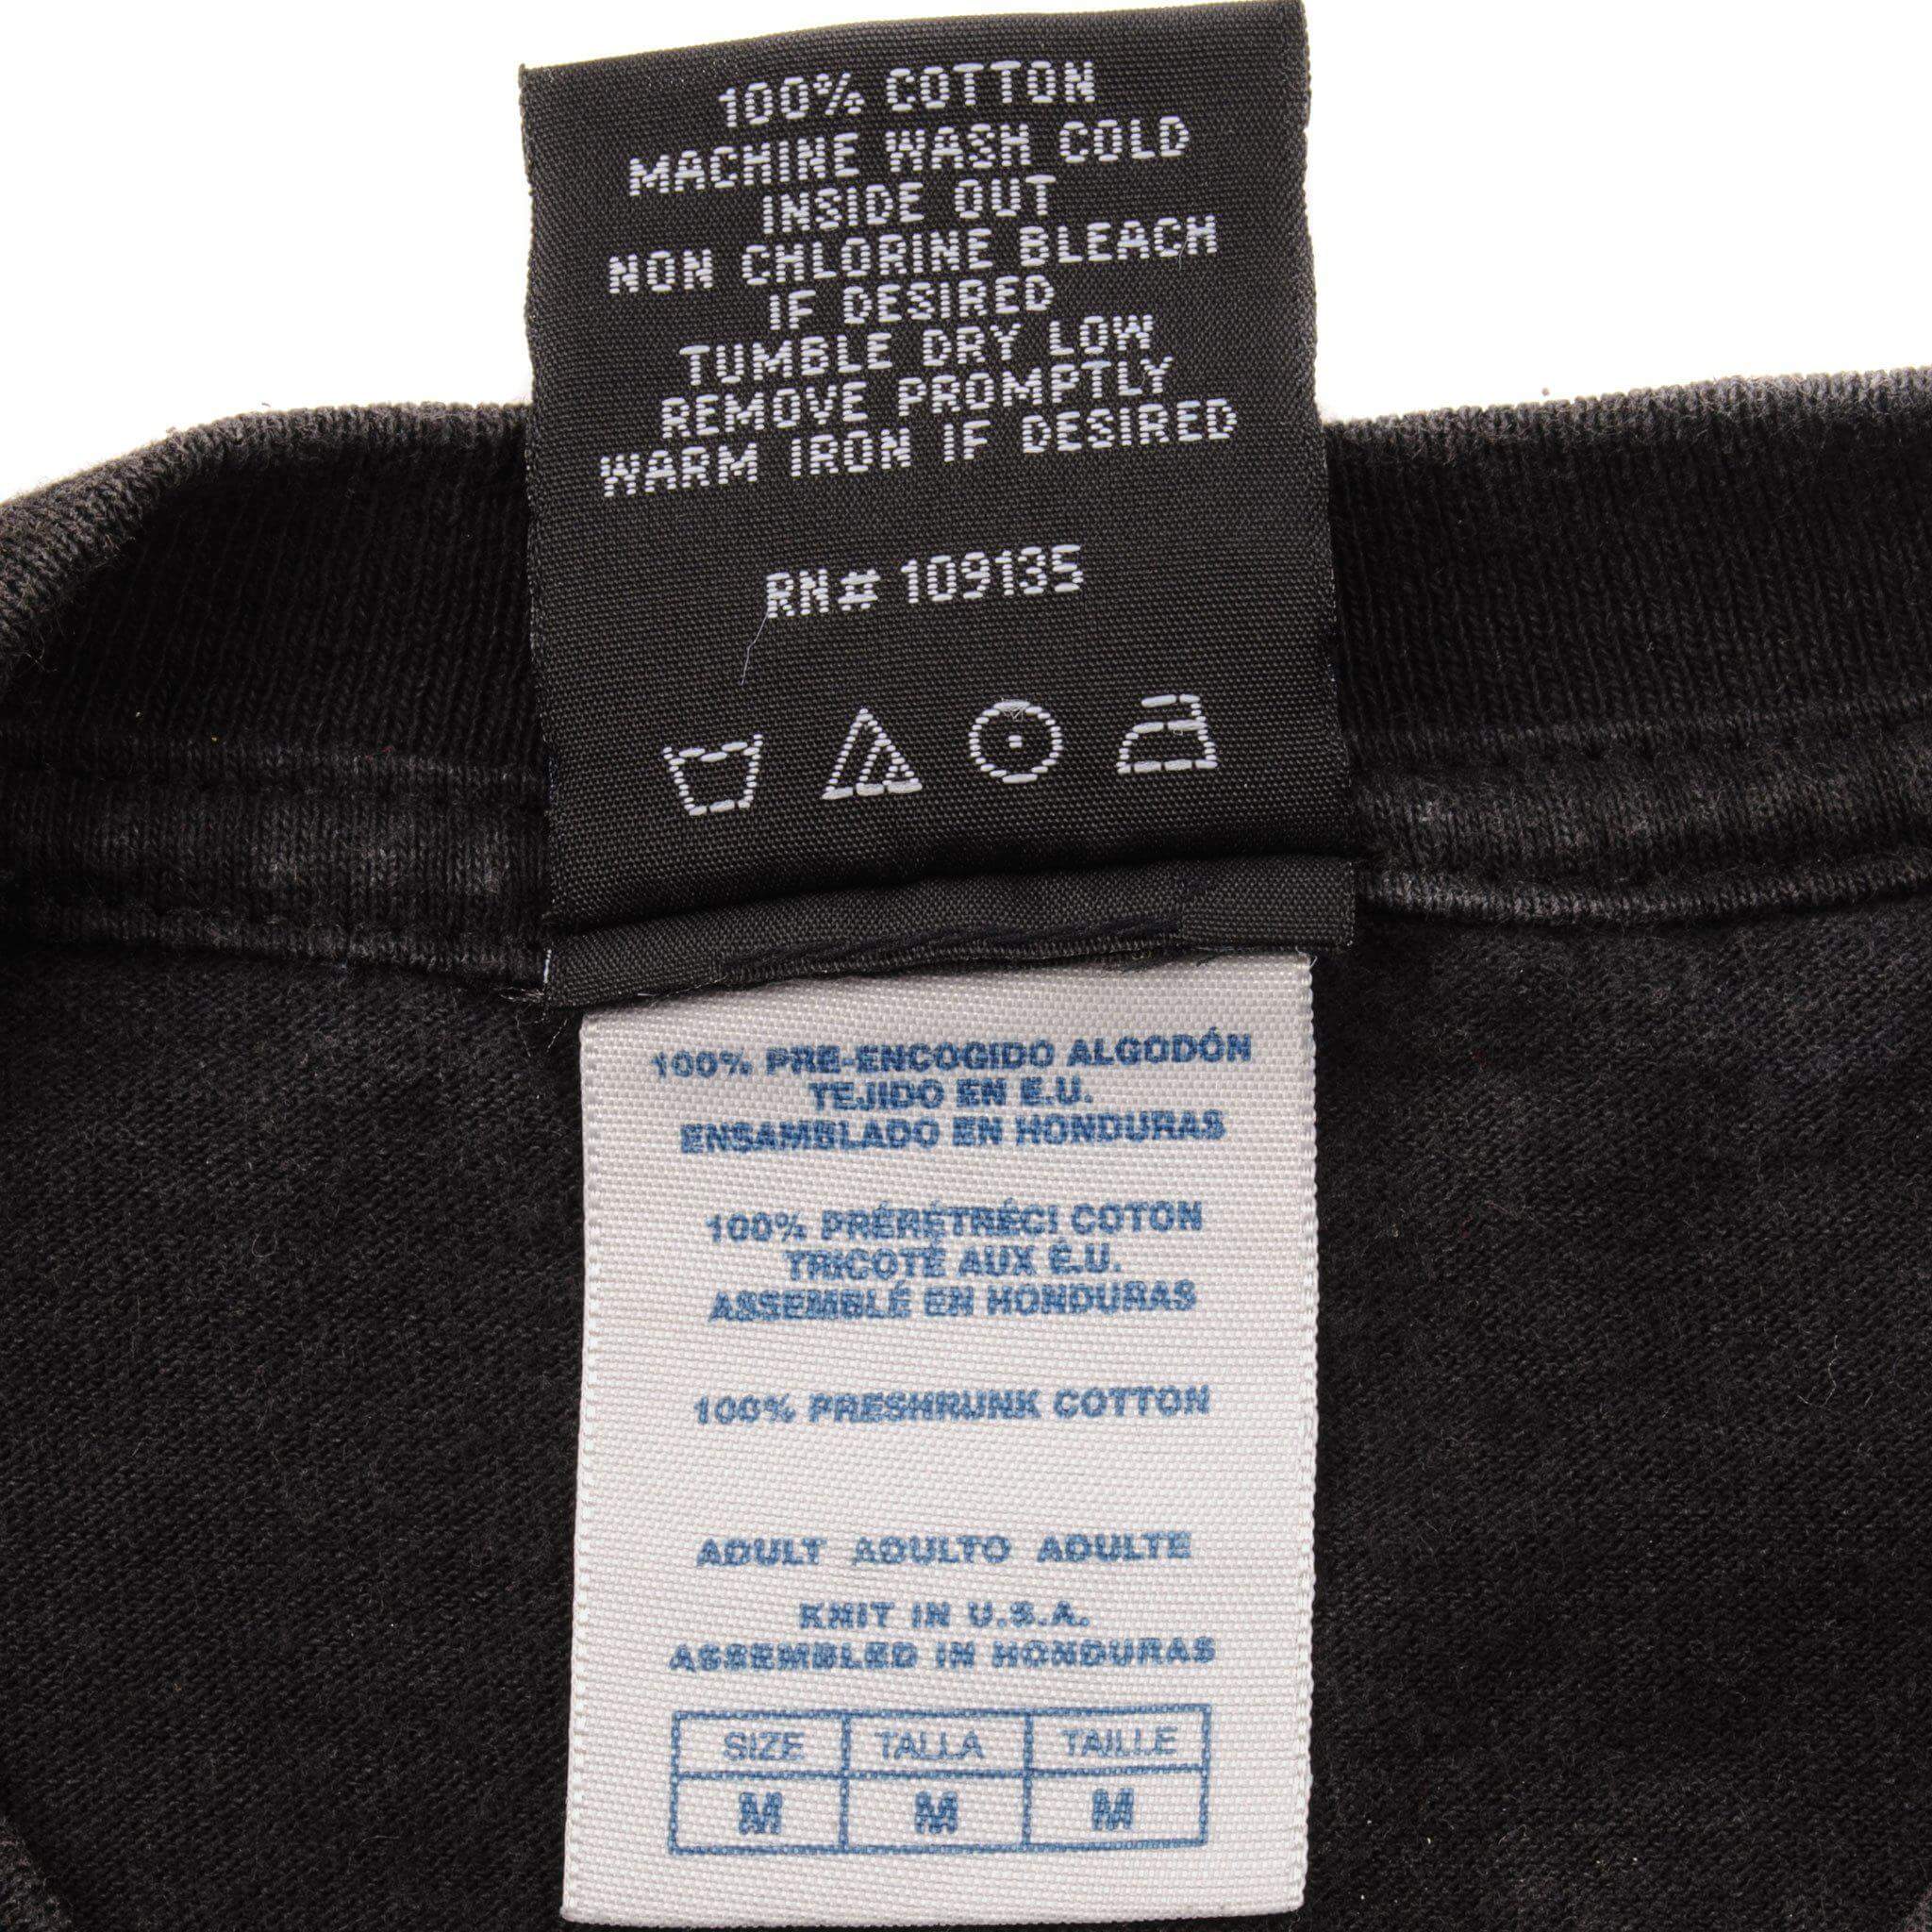 100% COTTON
MACHINE WASH COLD
INSIDE OUT
NON CHLORINE BLEACH
IF DESIRED
TUMBLE DRY LOW
REMOVE PROMPTLY
WARM IRON IF DESIRED
RN# 109135
100% PRE-ENCOGIDO ALGODÓN
TEJIDO EN E.U.
ENSAMBLADO EN HONDURAS
100% PRÉRÉTRÉCI COTON
TRICOTÉ AUX É.U.
ASSEMBLÉ EN HONDURAS
100% PRESHRUNK COTTON
ADULT ADULTO ADULTE
KNIT IN U.S.A.
ASSEMBLED IN HONDURAS
SIZE TALLA TAILLE
M M M